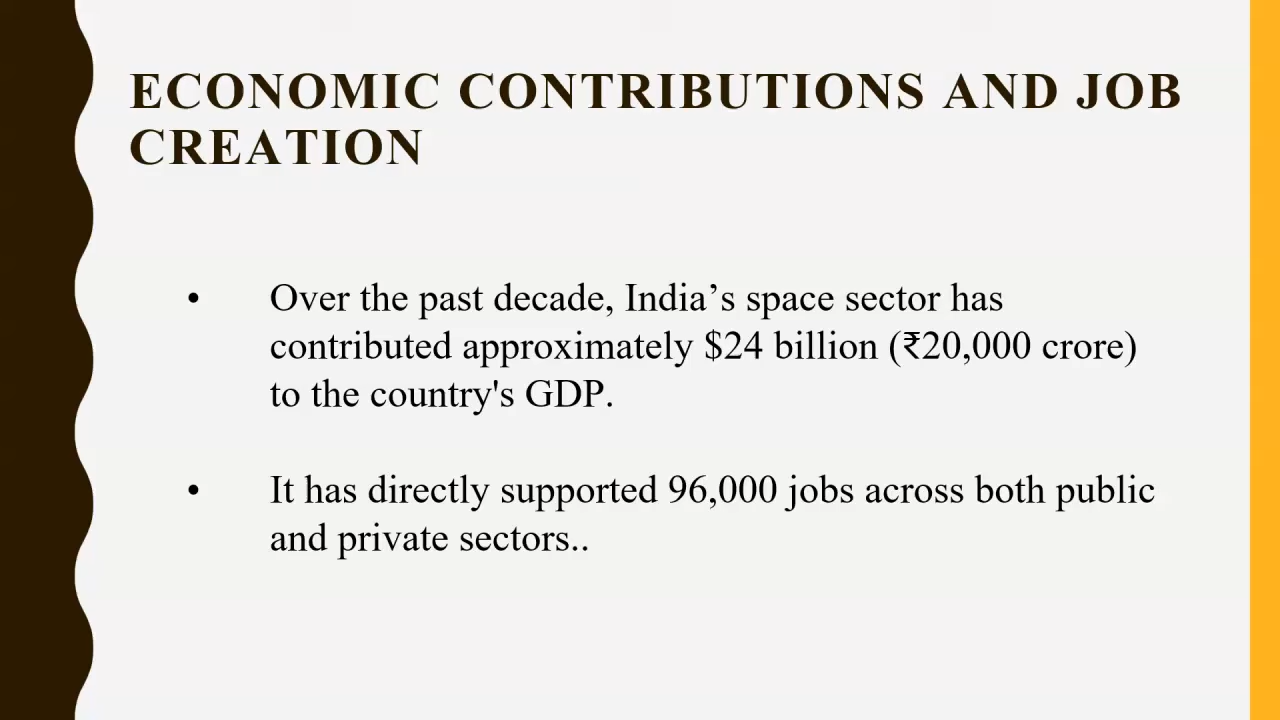 ECONOMIC CONTRIBUTIONS AND JOB
CREATION
• Over the past decade, India’s space sector has
contributed approximately $24 billion (₹20,000 crore)
to the country's GDP.
• It has directly supported 96,000 jobs across both public
and private sectors..